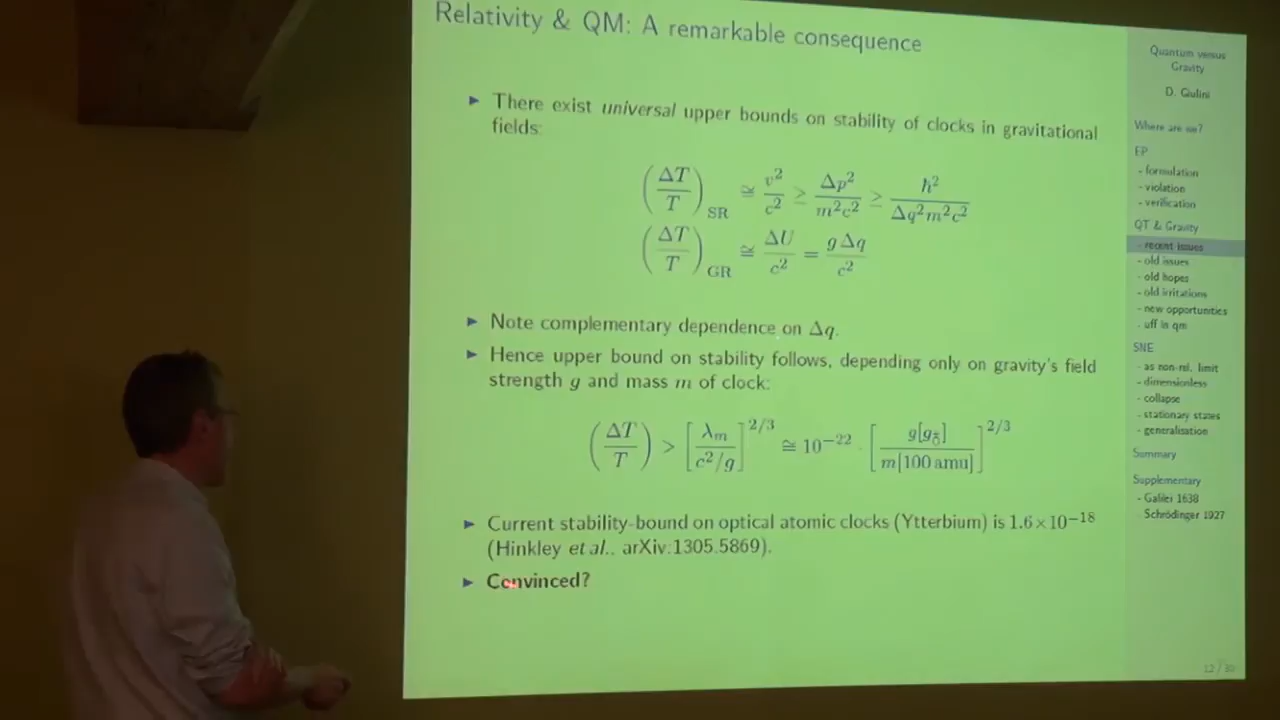 Relativity & QM: A remarkable consequence
► There exist universal upper bounds on stability of clocks in gravitational
fields:
(ΔT/T)_SR ≅ v²/c² ≥ Δp²/m²c² ≥ ℏ²/Δq²m²c²
(ΔT/T)_GR ≅ ΔU/c² = g Δq/c²
► Note complementary dependence on Δq.
► Hence upper bound on stability follows, depending only on gravity's field
strength g and mass m of clock:
(ΔT/T) > [λ_m/(c²/g)]^2/3 ≅ 10⁻²² · [g[g_♁]/m[100 amu]]^2/3
► Current stability-bound on optical atomic clocks (Ytterbium) is 1.6×10⁻¹⁸
(Hinkley et al., arXiv:1305.5869).
► Convinced?
Quantum versus
Gravity
D. Giulini
Where are we?
EP
- formulation
- violation
- verification
QT & Gravity
- recent issues
- old issues
- old hopes
- old irritations
- new opportunities
- uff in qm
SNE
- as non-rel. limit
- dimensionless
- collapse
- stationary states
- generalisation
Summary
Supplementary
- Galilei 1638
Schrödinger 1927